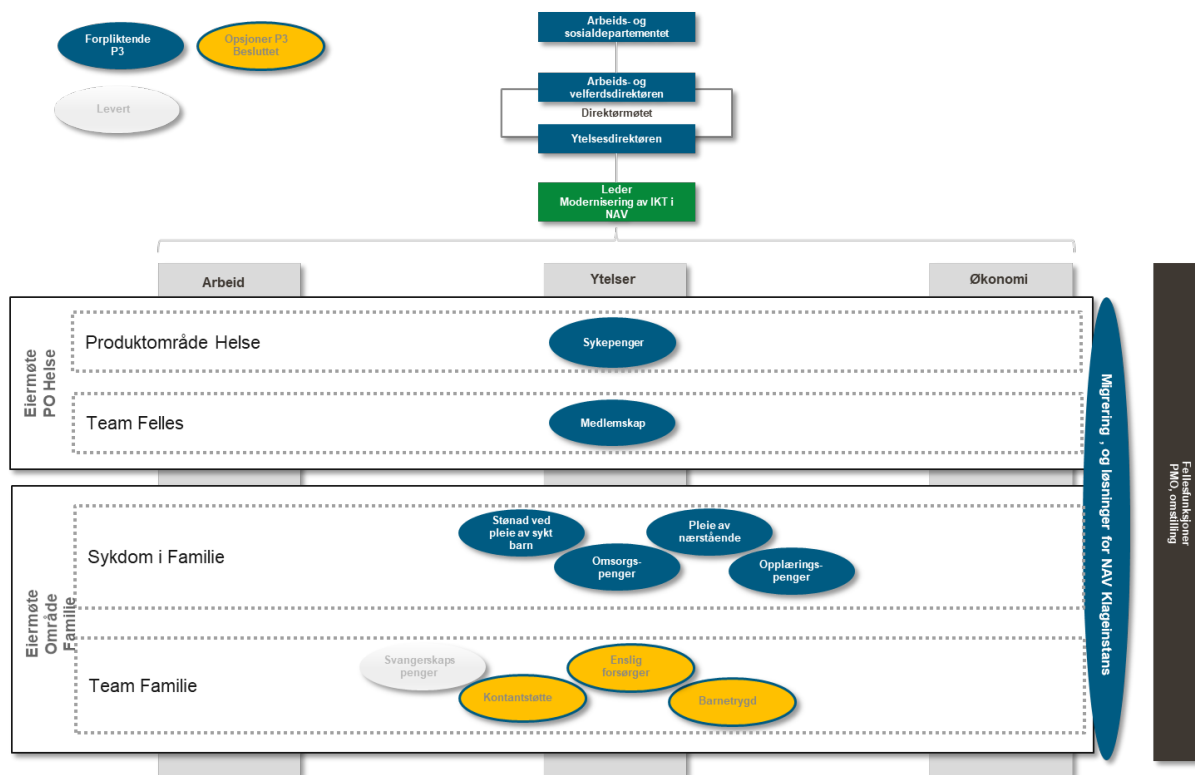 Forpliktende
P3
Opsjoner P3
Besluttet
Levert
Arbeids- og
sosialdepartementet
Arbeids- og
velferdsdirektøren
Direktørmøtet
Ytelsesdirektøren
Leder
Modernisering av IKT i
NAV
Arbeid
Ytelser
Økonomi
Eiermøte
PO Helse
Produktområde Helse
Sykepenger
Team Felles
Medlemskap
Eiermøte
Område
Familie
Sykdom i Familie
Stønad ved
pleie av sykt
barn
Omsorgs-
penger
Pleie av
nærstående
Opplærings-
penger
Team Familie
Svangerskaps
penger
Kontantstøtte
Enslig
forsørger
Barnetrygd
Migrering , og løsninger for NAV Klageinstans
Fellesfunksjoner
PMO, omstilling